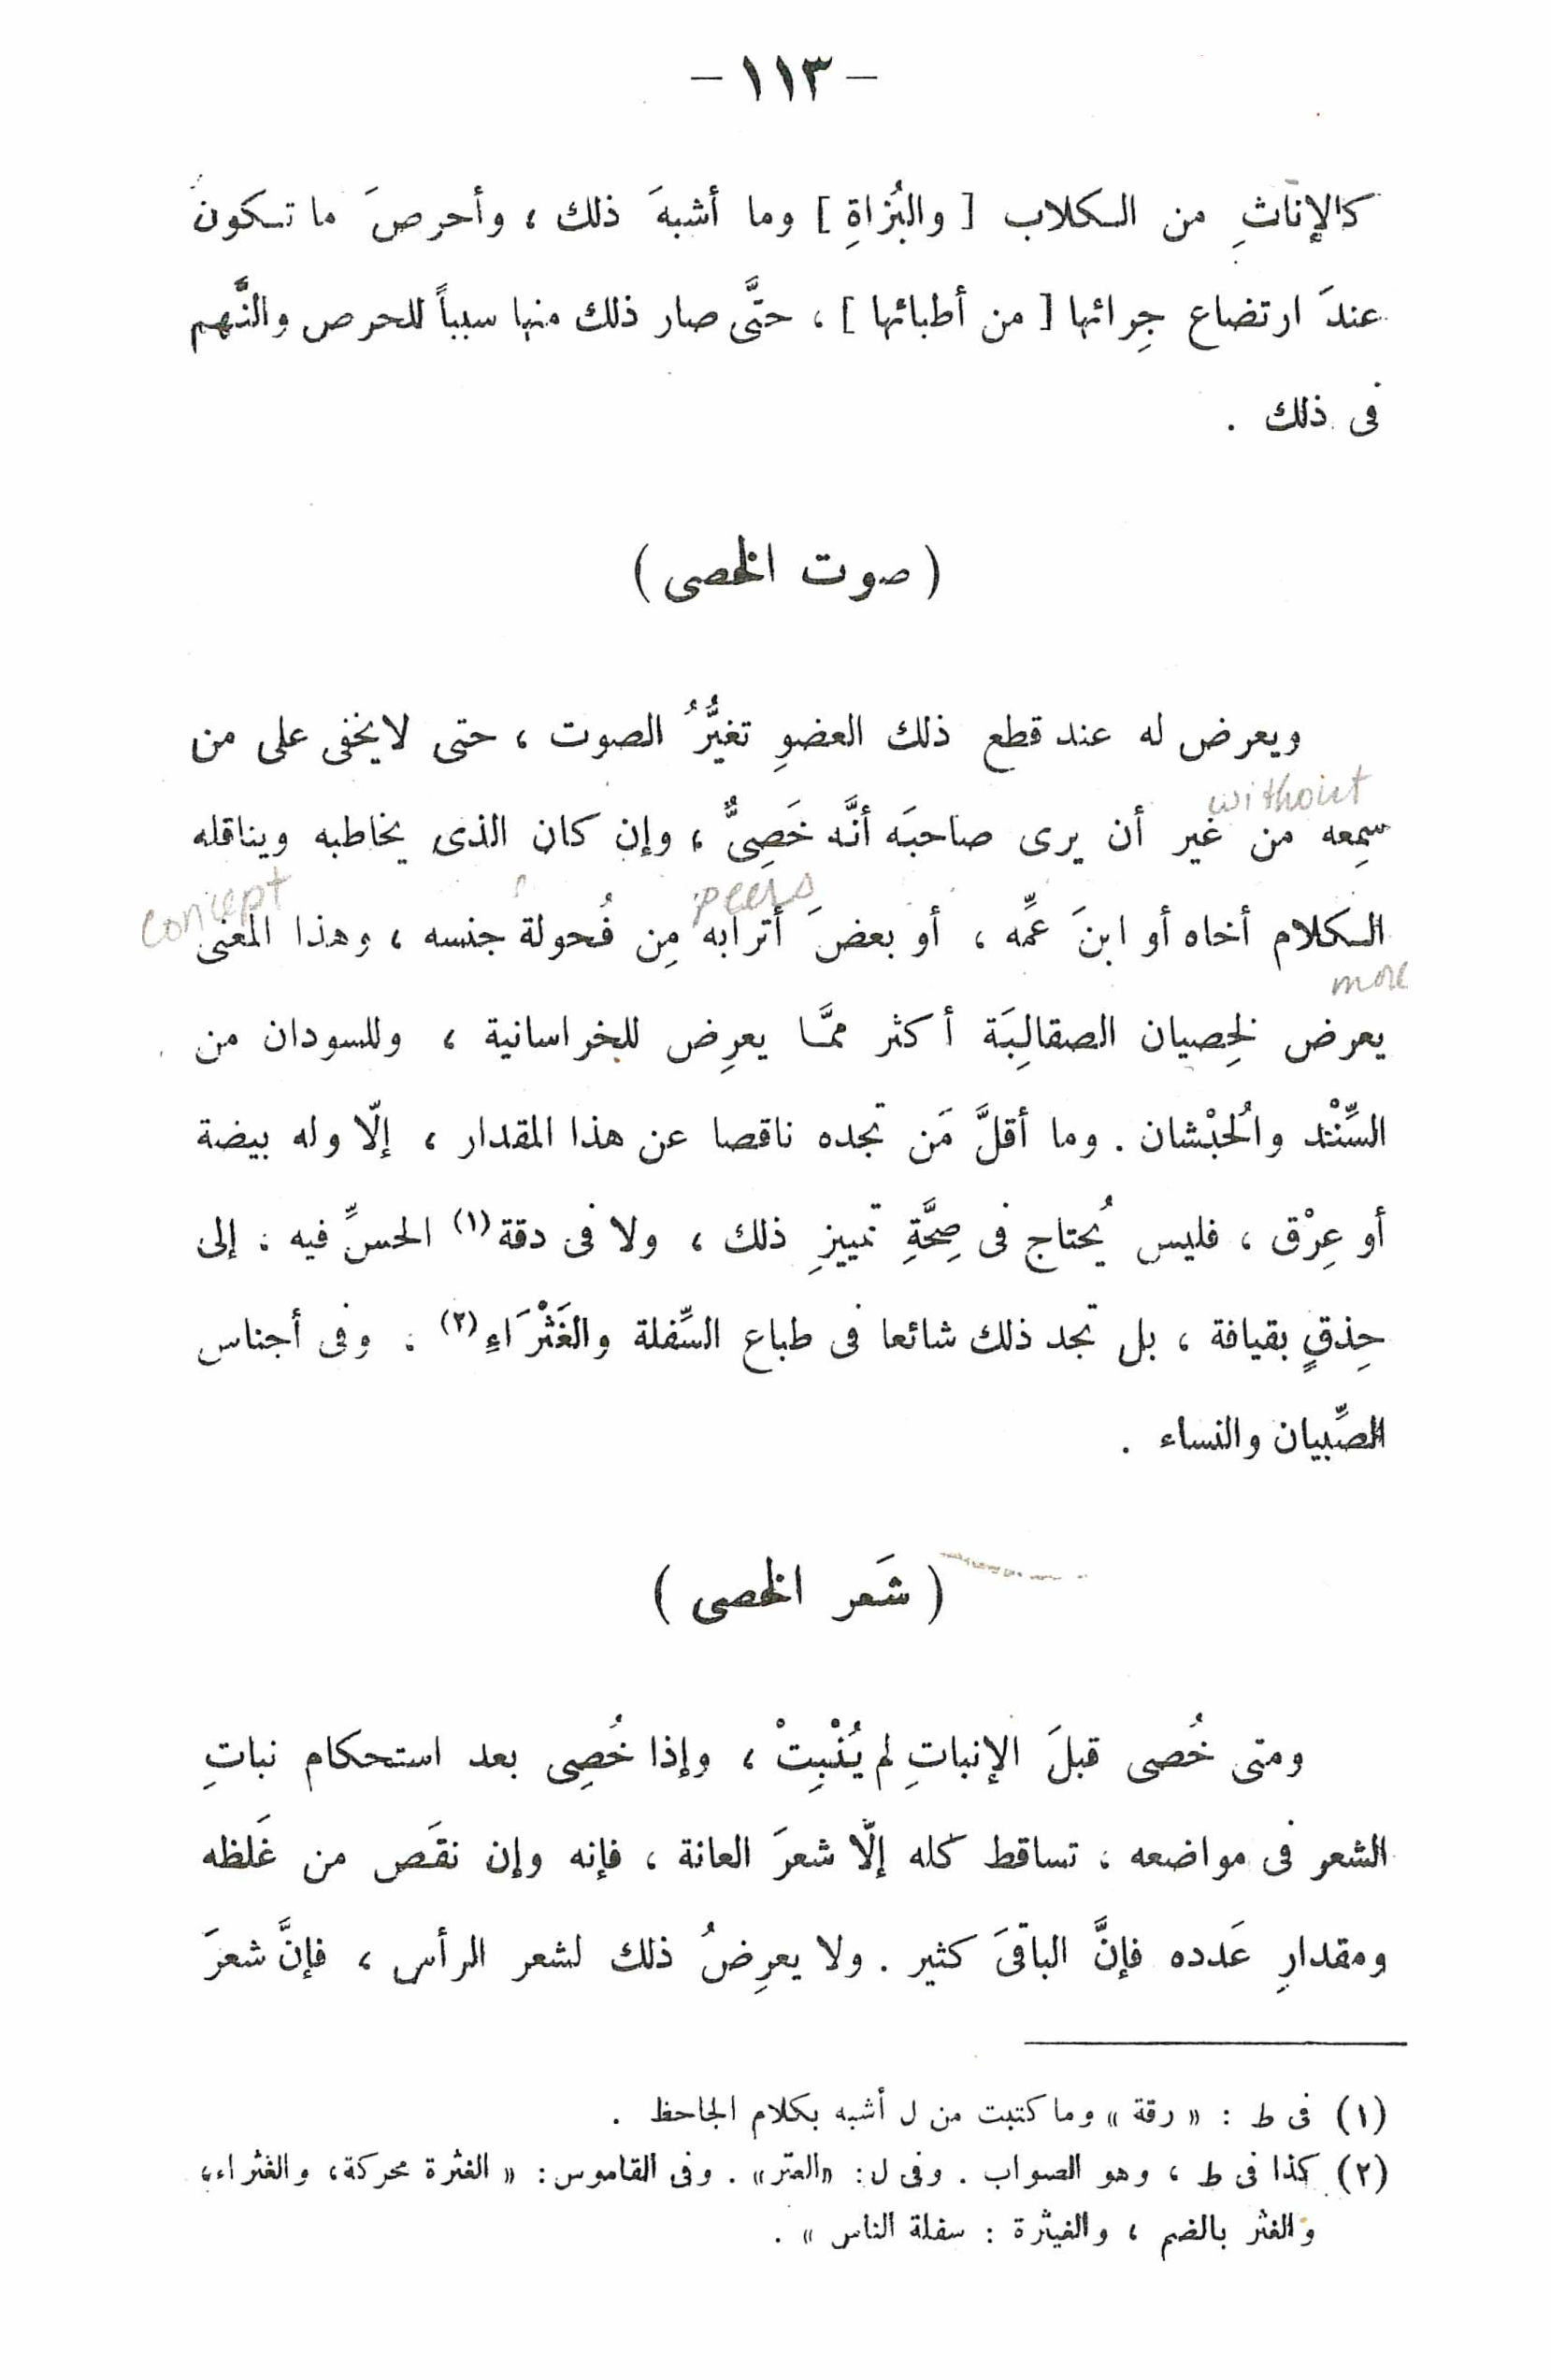 — ١١٣ —
كالإناثِ من الكلاب [ والبُزاةِ ] وما أشبهَ ذلك ، وأحرصَ ما تكون
عندَ ارتضاع جِرائها [ من أطبائها ] ، حتَّى صار ذلك منها سبباً للحرص والنَّهم
فى ذلك .
( صوت الخصى )
ويعرض له عند قطع ذلك العضوِ تغيُّرُ الصوت ، حتى لا يخفى على من
without
سمِعه من غير أن يرى صاحبَه أنَّه خَصِىٌّ ، وإن كان الذى يخاطبه ويناقله
concept peers
الكلام أخاه أو ابنَ عمِّه ، أو بعضَ أترابه مِن فُحولة جنسه ، وهذا المعنى
more
يعرض لخِصيان الصقالِبَة أكثر ممَّا يعرِض للخراسانية ، وللسودان من
السِّنْد والحُبْشان . وما أقلَّ مَن تجده ناقصا عن هذا المقدار ، إلّا وله بيضة
أو عِرْق ، فليس يُحتاج فى صِحَّةِ تمييزِ ذلك ، ولا فى دقة (١) الحسِّ فيه ، إلى
حِذقٍ بقيافة ، بل تجد ذلك شائعا فى طباع السِّفلة والغَثْرَاءِ (٢) ، وفى أجناس
الصِّبيان والنساء .
( شَعر الخصى )
ومتى خُصى قبلَ الإنباتِ لم يُنْبِتْ ، وإذا خُصِى بعد استحكام نباتِ
الشعر فى مواضعه ، تساقط كله إلّا شعرَ العانة ، فإنه وإن نقَص من غَلظه
ومقدارِ عَدده فإنَّ الباقىَ كثير . ولا يعرِضُ ذلك لشعر الرأس ، فإنَّ شعرَ
(١) فى ط : « رقة » وما كتبت من ل أشبه بكلام الجاحظ .
(٢) كذا فى ط ، وهو الصواب . وفى ل : «العتر» . وفى القاموس : « الغثرة محركة ، والغثراء ،
والغثر بالضم ، والغيثرة : سفلة الناس » .